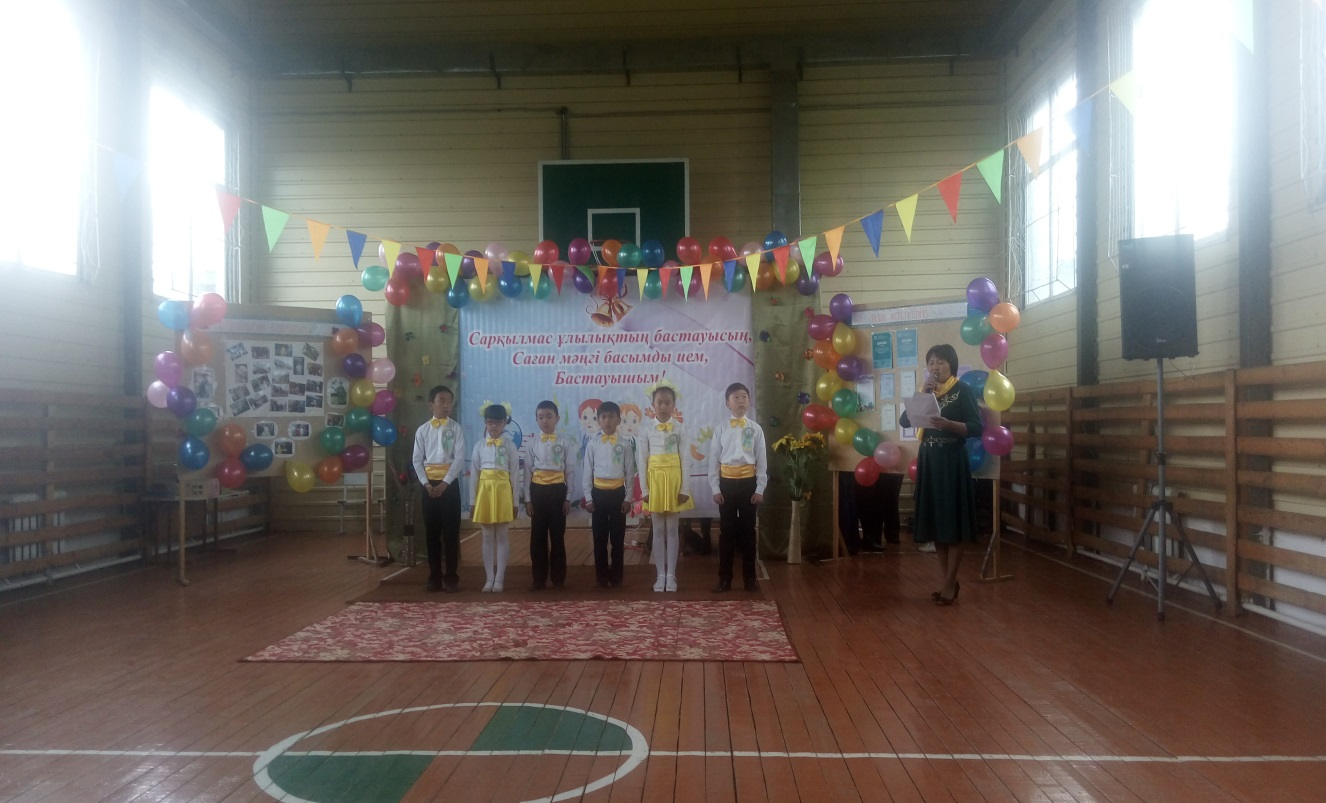 Сарқылмас ұлылықтың бастауысың,
Саған мәңгі басымды ием,
Бастауышым!